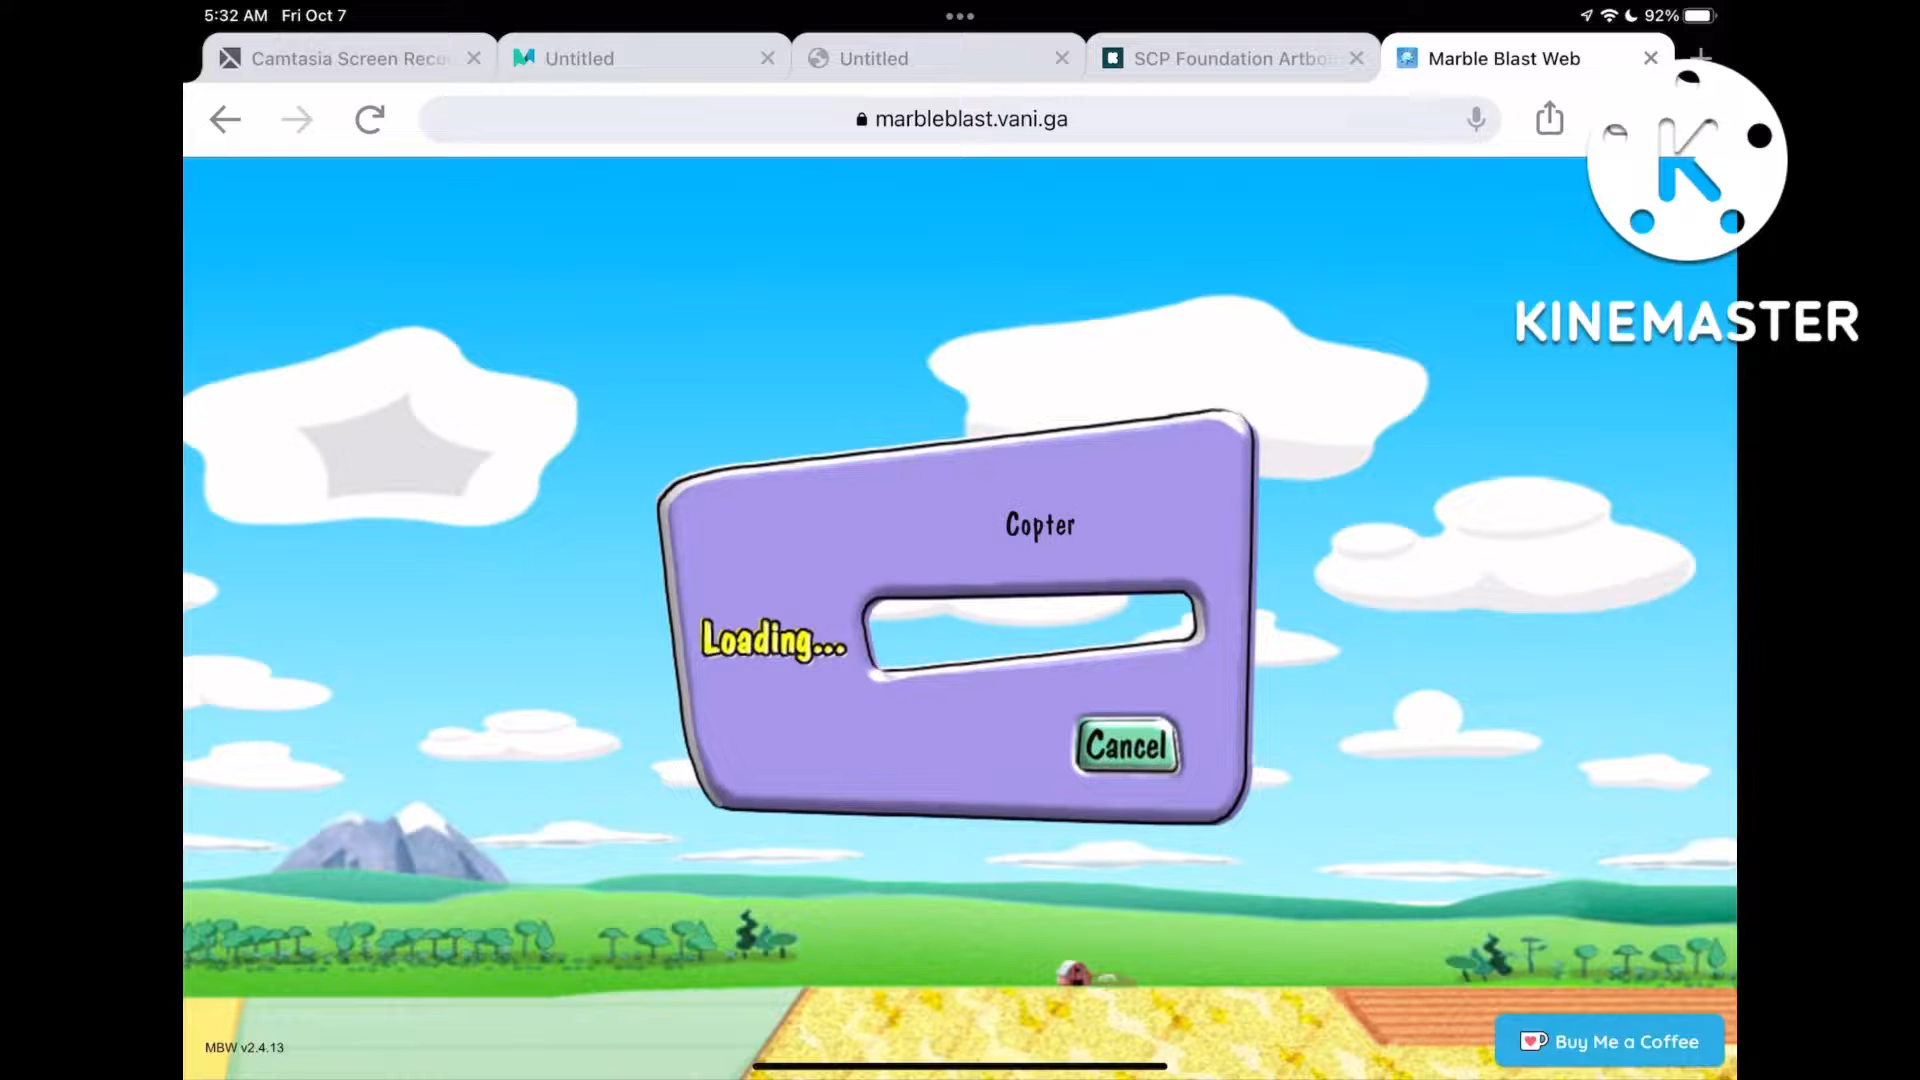 5:32 AM Fri Oct 7
92%
Camtasia Screen Reco
Untitled
Untitled
SCP Foundation Artbo
Marble Blast Web
marbleblast.vani.ga
K
KINEMASTER
Copter
Loading...
Cancel
MBW v2.4.13
Buy Me a Coffee